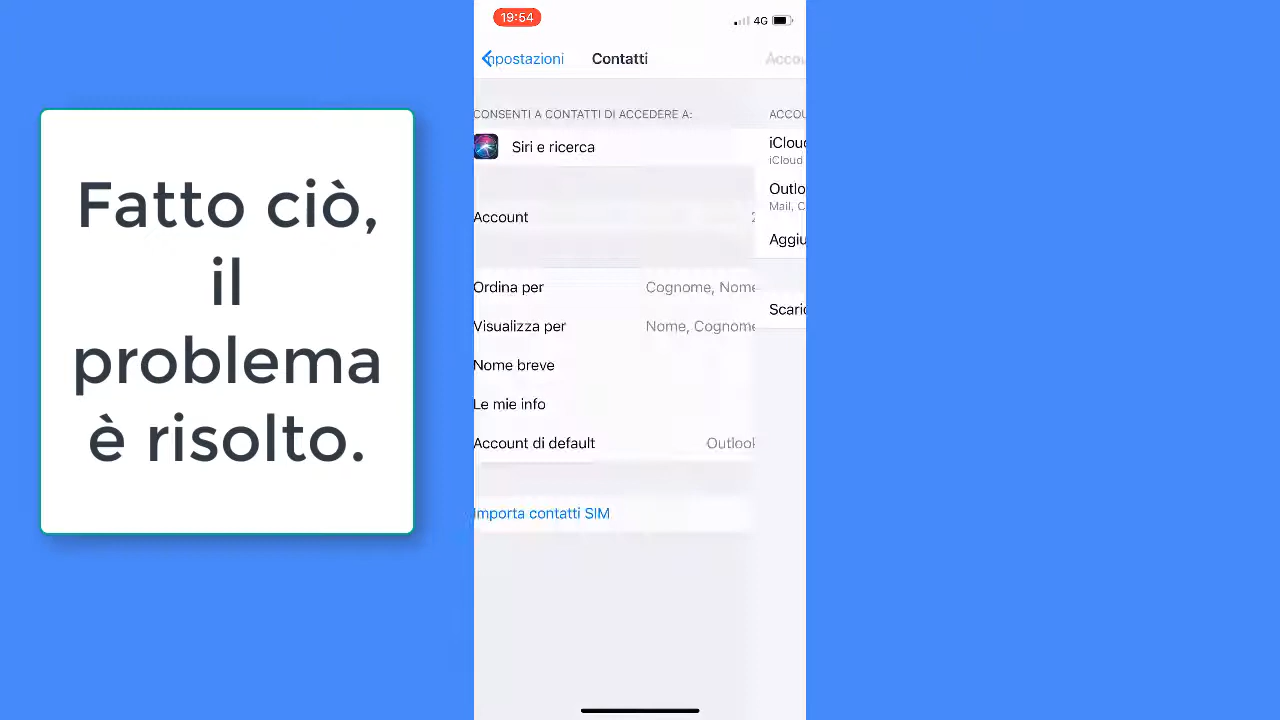 Fatto ciò,
il
problema
è risolto.
19:54
4G
Contatti
CONSENTI A CONTATTI DI ACCEDERE A:
Siri e ricerca
Account
Ordina per Cognome, Nome
Visualizza per Nome, Cognome
Nome breve
Le mie info
Account di default
Importa contatti SIM
iCloud
Mail, C